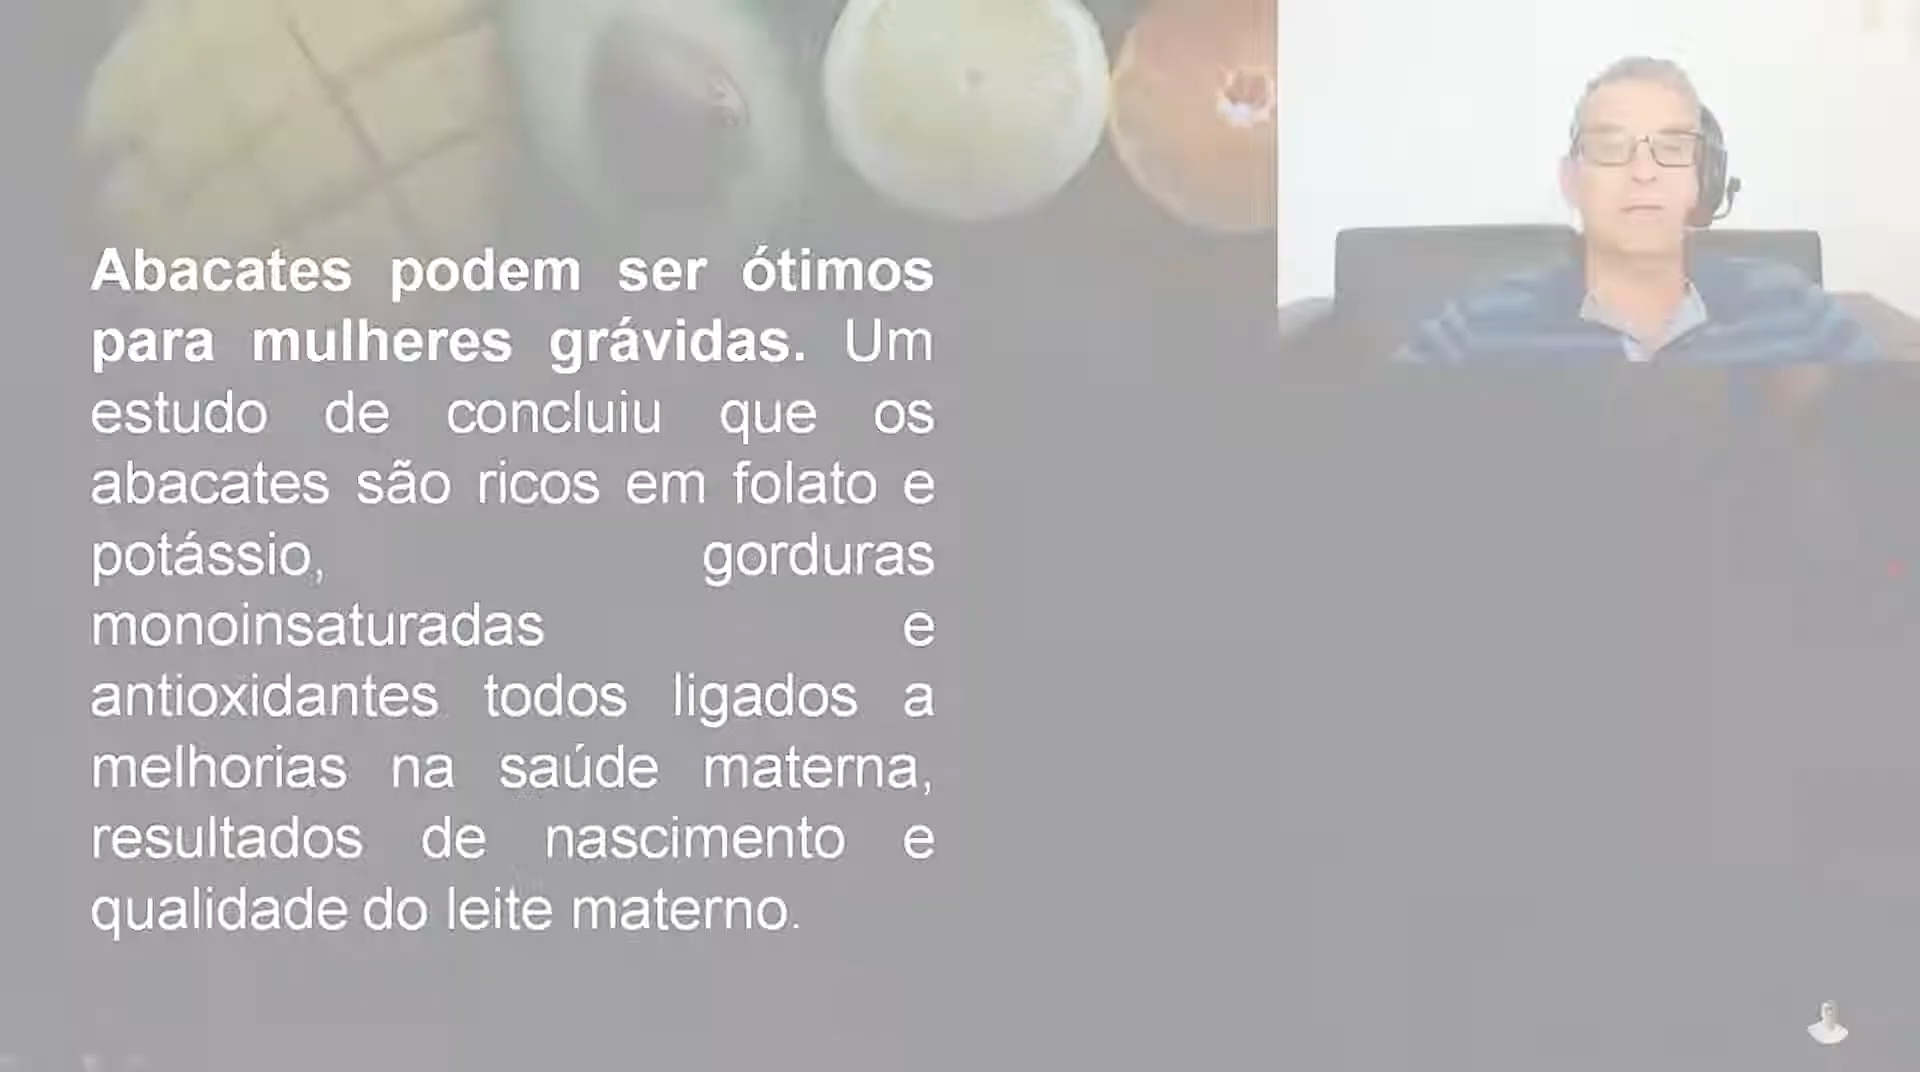 Abacates podem ser ótimos
para mulheres grávidas. Um
estudo de concluiu que os
abacates são ricos em folato e
potássio, gorduras
monoinsaturadas e
antioxidantes todos ligados a
melhorias na saúde materna,
resultados de nascimento e
qualidade do leite materno.